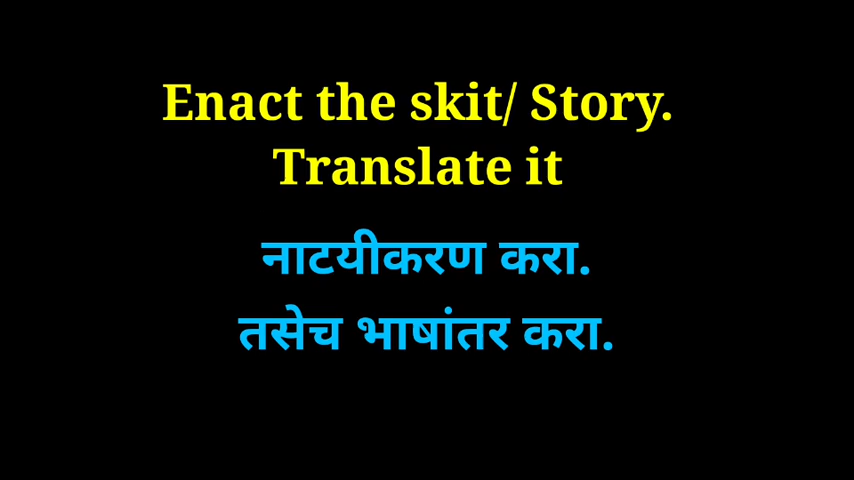 Enact the skit/ Story.
Translate it
नाटयीकरण करा.
तसेच भाषांतर करा.